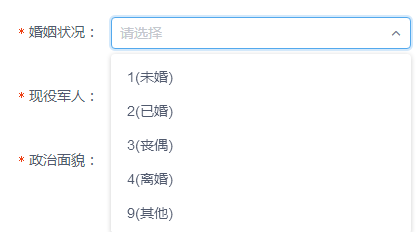 * 婚姻状况： 请选择
1(未婚)
* 现役军人： 2(已婚)
3(丧偶)
* 政治面貌： 4(离婚)
9(其他)